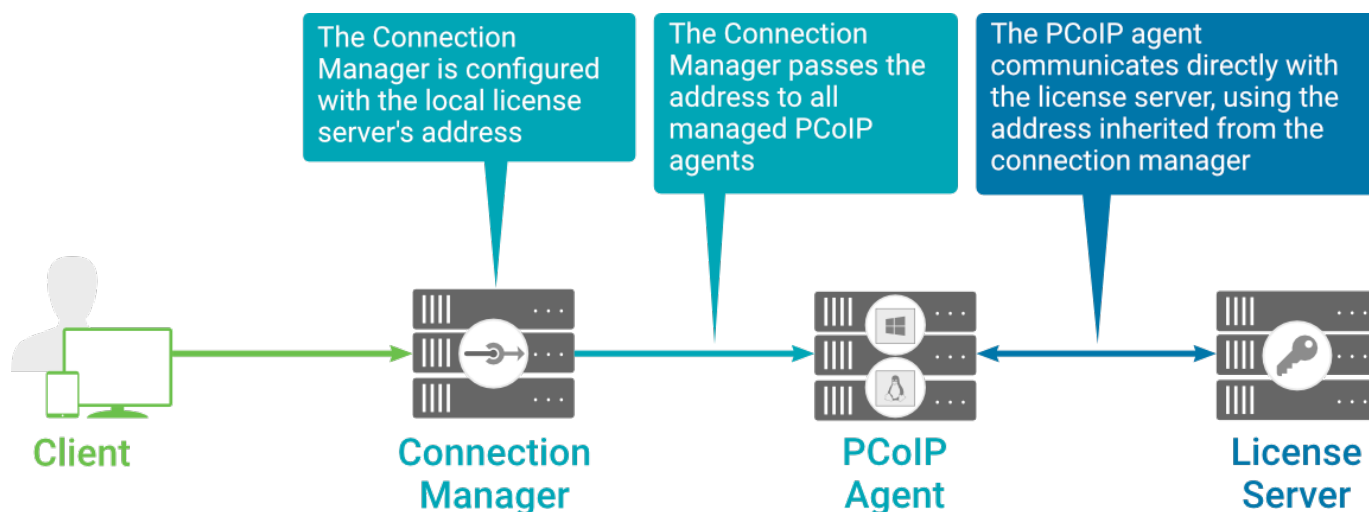 The Connection
Manager is configured
with the local license
server's address
The Connection
Manager passes the
address to all
managed PCoIP
agents
The PCoIP agent
communicates directly with
the license server, using the
address inherited from the
connection manager
Client
Connection
Manager
PCoIP
Agent
License
Server